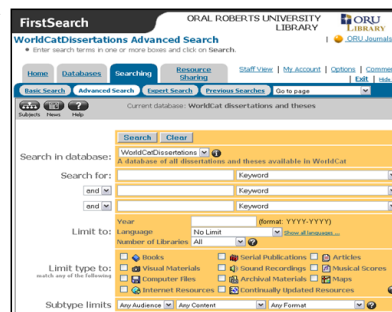 FirstSearch
ORAL ROBERTS UNIVERSITY LIBRARY
ORU LIBRARY
WorldCatDissertations Advanced Search
ORU Journals
Enter search terms in one or more boxes and click on Search.
Home Databases Searching Resource Sharing
Staff View | My Account | Options |
Exit |
Basic Search Advanced Search Expert Search Previous Searches Go to page
Subjects News Help
Current database: WorldCat dissertations and theses
Search Clear
Search in database: WorldCatDissertations
A database of all dissertations and theses available in WorldCat
Search for: Keyword
and Keyword
and Keyword
Limit to: Year (format: YYYY-YYYY)
Language No Limit Show all languages ...
Number of Libraries All
Limit type to:
match any of the following
Books Serial Publications Articles
Visual Materials Sound Recordings Musical Scores
Computer Files Archival Materials Maps
Internet Resources Continually Updated Resources
Subtype limits Any Audience Any Content Any Format